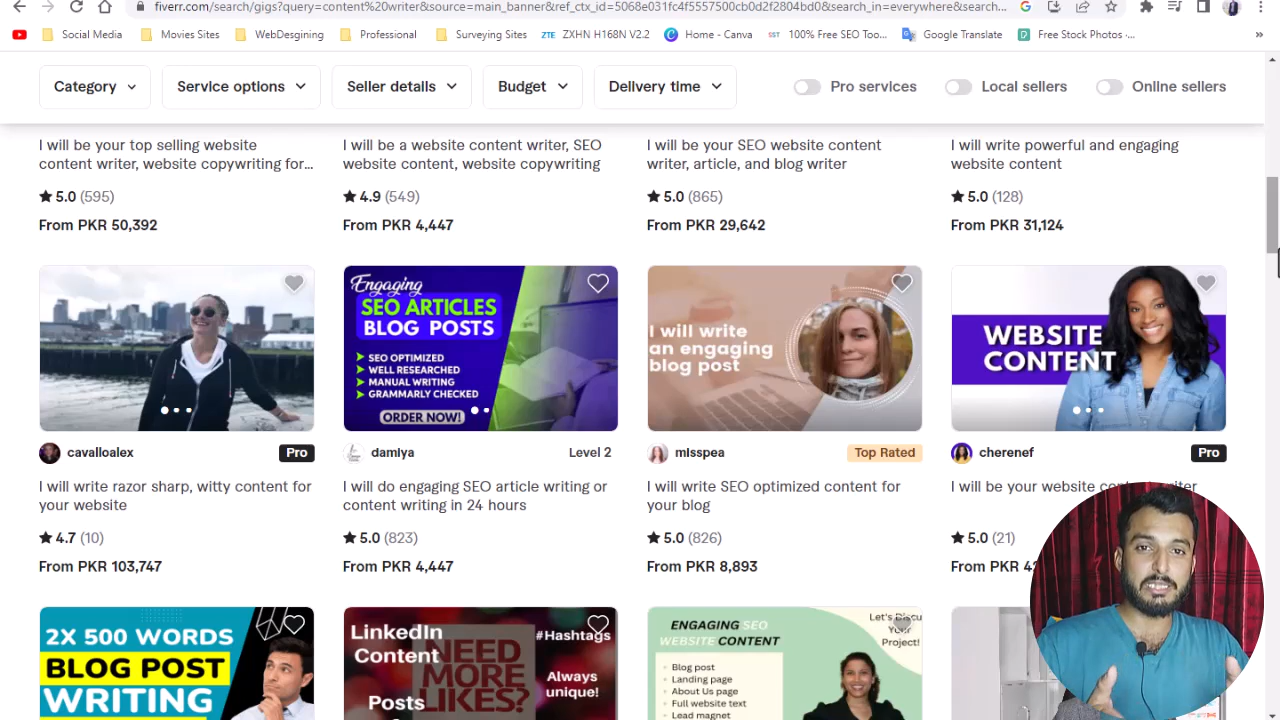 fiverr.com/search/gigs?query=content%20writer&source=main_banner&ref_ctx_id=5068e031fc4f5557500cb0d2f2804bd0&search_in=everywhere&search...
Social Media Movies Sites WebDesgining Professional Surveying Sites ZTE ZXHN H168N V2.2 Home - Canva SST 100% Free SEO Too... Google Translate Free Stock Photos -... »
Category Service options Seller details Budget Delivery time Pro services Local sellers Online sellers
I will be your top selling website
content writer, website copywriting for...
5.0 (595)
From PKR 50,392
I will be a website content writer, SEO
website content, website copywriting
4.9 (549)
From PKR 4,447
I will be your SEO website content
writer, article, and blog writer
5.0 (865)
From PKR 29,642
I will write powerful and engaging
website content
5.0 (128)
From PKR 31,124
cavalloalex Pro
I will write razor sharp, witty content for
your website
4.7 (10)
From PKR 103,747
Engaging
SEO ARTICLES
BLOG POSTS
SEO OPTIMIZED
WELL RESEARCHED
MANUAL WRITING
GRAMMARLY CHECKED
ORDER NOW!
damiya Level 2
I will do engaging SEO article writing or
content writing in 24 hours
5.0 (823)
From PKR 4,447
I will write
an engaging
blog post
misspea Top Rated
I will write SEO optimized content for
your blog
5.0 (826)
From PKR 8,893
WEBSITE
CONTENT
cherenef Pro
I will be your website
5.0 (21)
From PKR
2X 500 WORDS
BLOG POST
WRITING
LinkedIn
Content
Posts
NEED
MORE
LIKES?
#Hashtags
Always
unique!
ENGAGING SEO
WEBSITE CONTENT
Blog post
Landing page
About Us page
Full website text
Lead magnet
Let's
Your
Project!